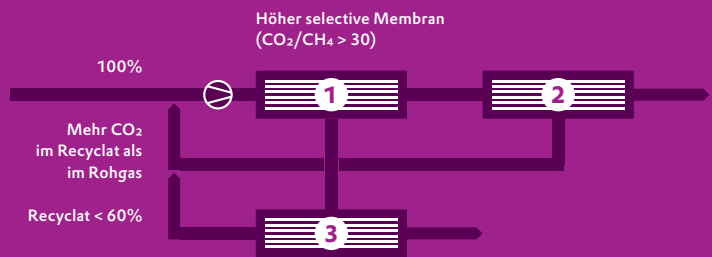 Höher selective Membran
(CO₂/CH₄ > 30)
100%
1
2
Mehr CO₂
im Recyclat als
im Rohgas
Recyclat < 60%
3